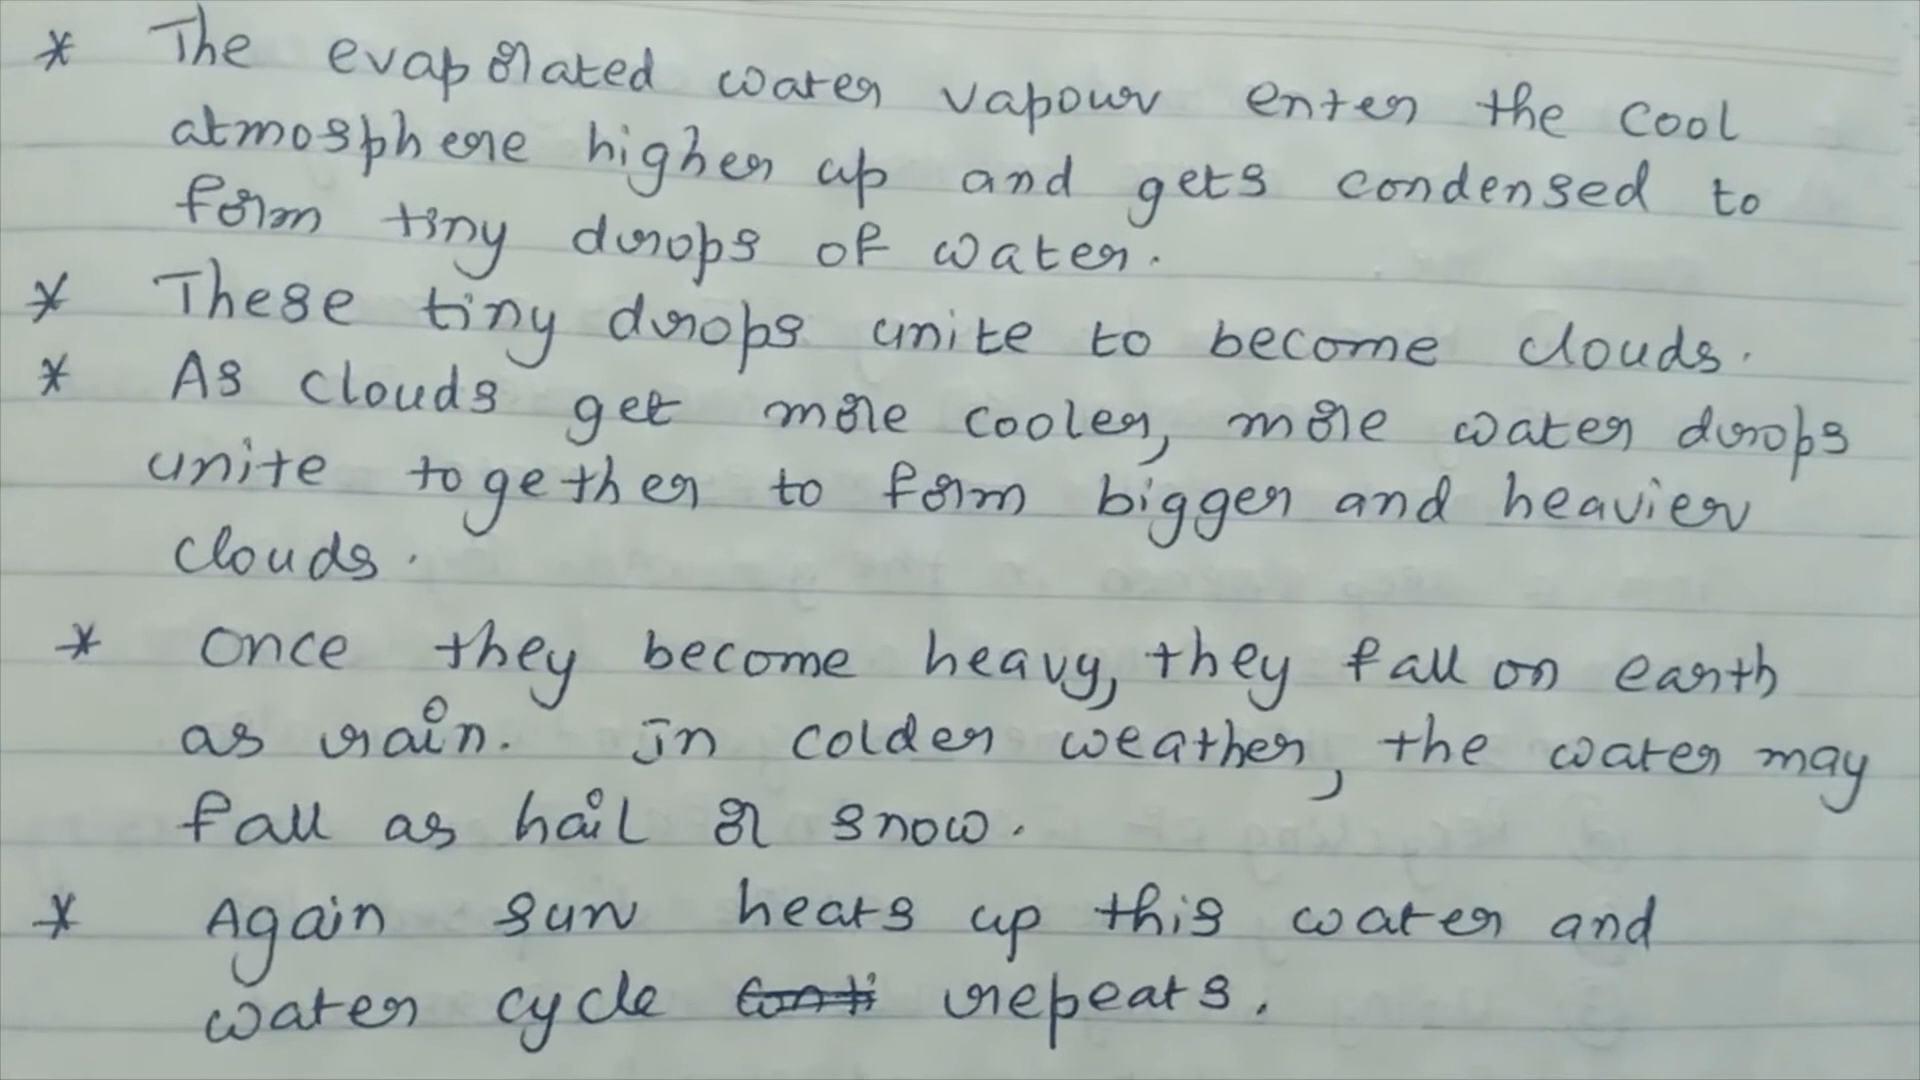 * The evaporated water vapour enter the cool
atmosphere higher up and gets condensed to
form tiny drops of water.
* These tiny drops unite to become clouds.
* As clouds get more cooler, more water drops
unite together to form bigger and heavier
clouds.
* Once they become heavy, they fall on earth
as rain. In colder weather, the water may
fall as hail or snow.
* Again sun heats up this water and
water cycle repeats.